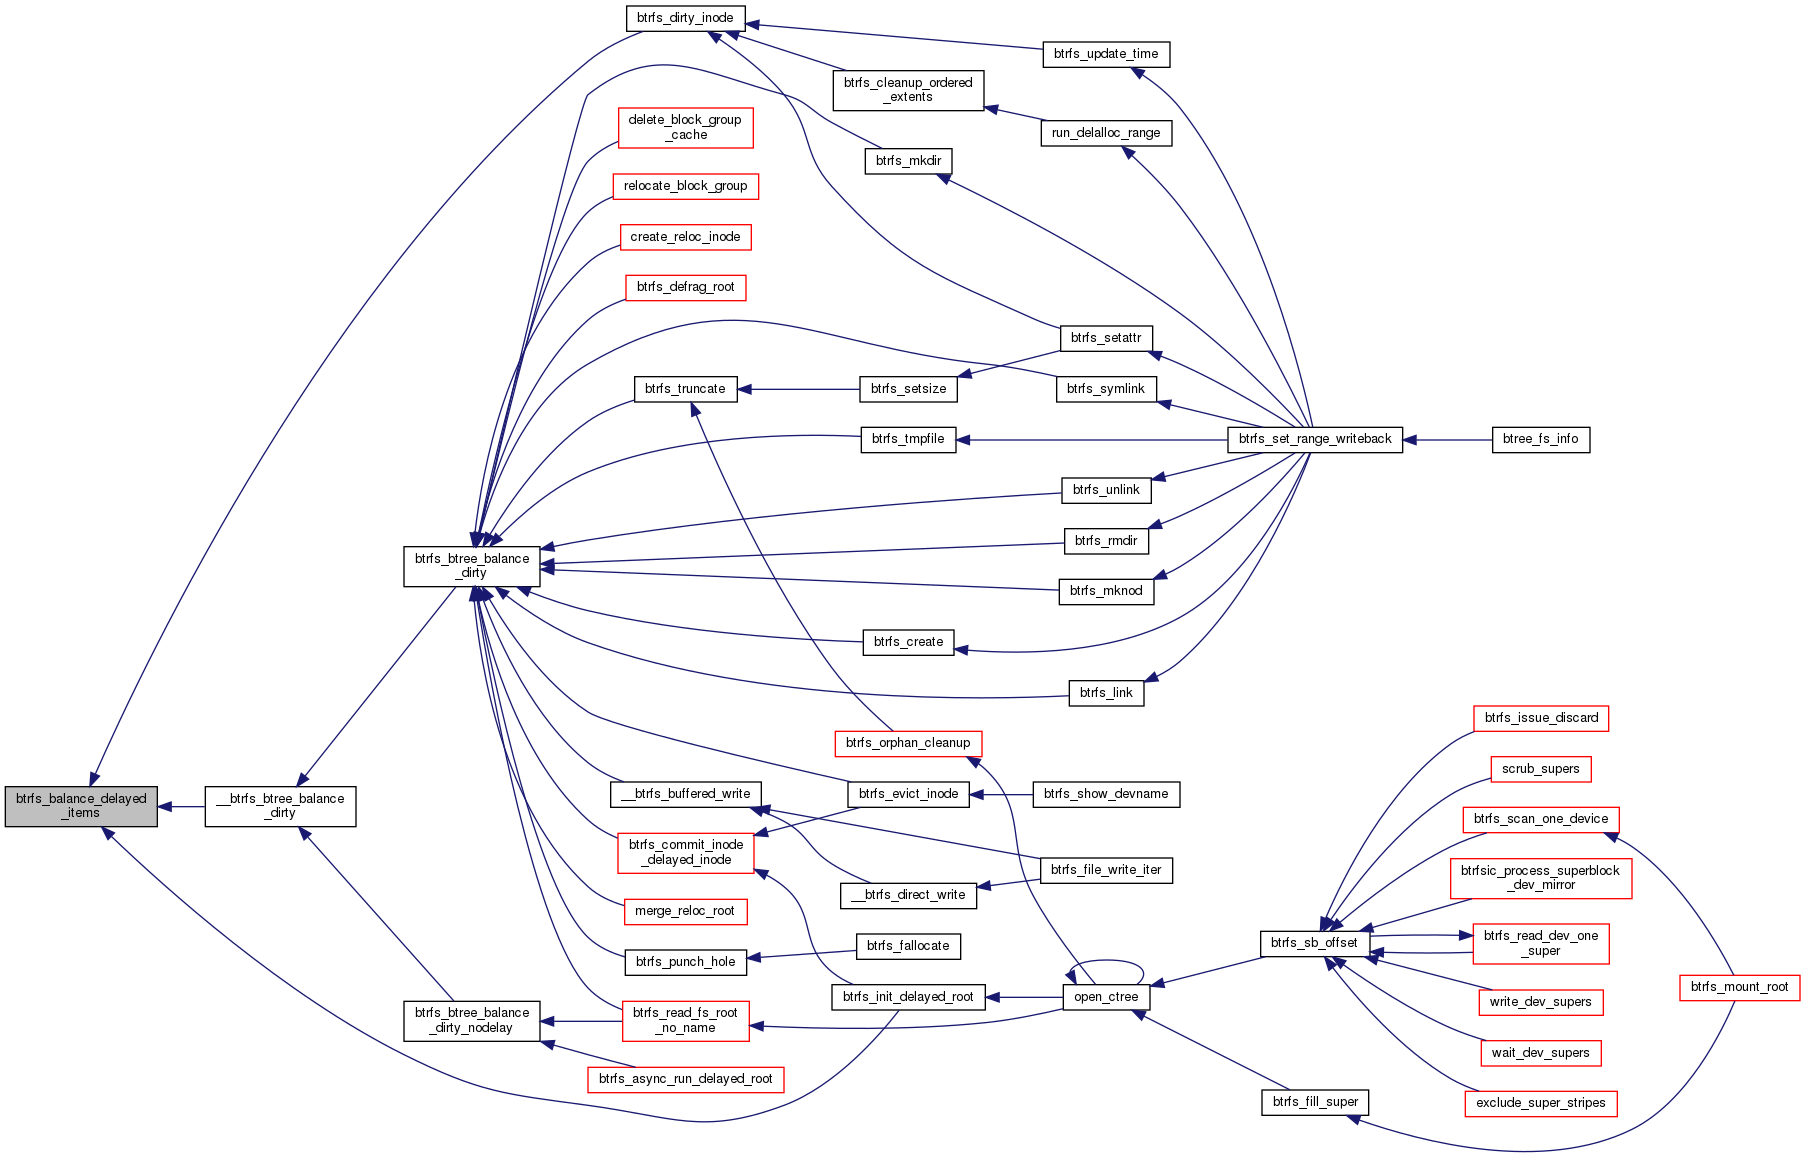 btrfs_dirty_inode
btrfs_update_time
btrfs_cleanup_ordered
_extents
delete_block_group
_cache
run_delalloc_range
btrfs_mkdir
relocate_block_group
create_reloc_inode
btrfs_defrag_root
btrfs_setattr
btrfs_truncate
btrfs_setsize
btrfs_symlink
btrfs_tmpfile
btrfs_set_range_writeback
btree_fs_info
btrfs_unlink
btrfs_rmdir
btrfs_btree_balance
_dirty
btrfs_mknod
btrfs_create
btrfs_link
btrfs_issue_discard
btrfs_orphan_cleanup
scrub_supers
btrfs_balance_delayed
_items
__btrfs_btree_balance
_dirty
__btrfs_buffered_write
btrfs_evict_inode
btrfs_show_devname
btrfs_scan_one_device
btrfs_commit_inode
_delayed_inode
btrfs_file_write_iter
btrfsic_process_superblock
_dev_mirror
__btrfs_direct_write
merge_reloc_root
btrfs_sb_offset
btrfs_read_dev_one
_super
btrfs_fallocate
btrfs_punch_hole
btrfs_mount_root
btrfs_init_delayed_root
open_ctree
write_dev_supers
btrfs_btree_balance
_dirty_nodelay
btrfs_read_fs_root
_no_name
wait_dev_supers
btrfs_async_run_delayed_root
btrfs_fill_super
exclude_super_stripes